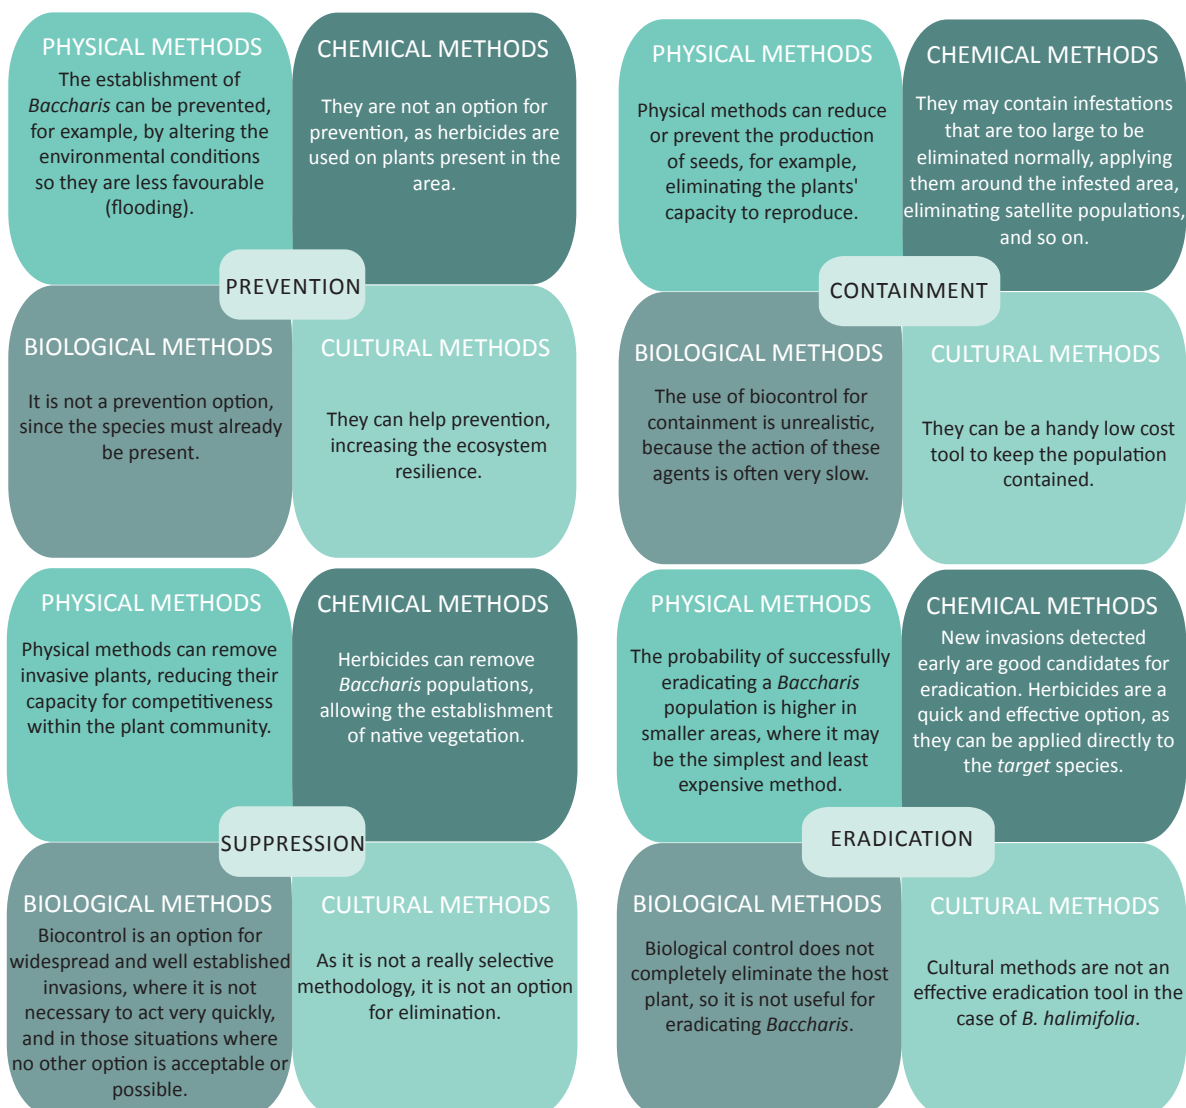 PHYSICAL METHODS
The establishment of
Baccharis can be prevented,
for example, by altering the
environmental conditions
so they are less favourable
(flooding).
CHEMICAL METHODS
They are not an option for
prevention, as herbicides are
used on plants present in the
area.
PREVENTION
BIOLOGICAL METHODS
It is not a prevention option,
since the species must already
be present.
CULTURAL METHODS
They can help prevention,
increasing the ecosystem
resilience.
PHYSICAL METHODS
Physical methods can reduce
or prevent the production
of seeds, for example,
eliminating the plants'
capacity to reproduce.
CHEMICAL METHODS
They may contain infestations
that are too large to be
eliminated normally, applying
them around the infested area,
eliminating satellite populations,
and so on.
CONTAINMENT
BIOLOGICAL METHODS
The use of biocontrol for
containment is unrealistic,
because the action of these
agents is often very slow.
CULTURAL METHODS
They can be a handy low cost
tool to keep the population
contained.
PHYSICAL METHODS
Physical methods can remove
invasive plants, reducing their
capacity for competitiveness
within the plant community.
CHEMICAL METHODS
Herbicides can remove
Baccharis populations,
allowing the establishment
of native vegetation.
SUPPRESSION
BIOLOGICAL METHODS
Biocontrol is an option for
widespread and well established
invasions, where it is not
necessary to act very quickly,
and in those situations where
no other option is acceptable or
possible.
CULTURAL METHODS
As it is not a really selective
methodology, it is not an option
for elimination.
PHYSICAL METHODS
The probability of successfully
eradicating a Baccharis
population is higher in
smaller areas, where it may
be the simplest and least
expensive method.
CHEMICAL METHODS
New invasions detected
early are good candidates for
eradication. Herbicides are a
quick and effective option, as
they can be applied directly to
the target species.
ERADICATION
BIOLOGICAL METHODS
Biological control does not
completely eliminate the host
plant, so it is not useful for
eradicating Baccharis.
CULTURAL METHODS
Cultural methods are not an
effective eradication tool in the
case of B. halimifolia.